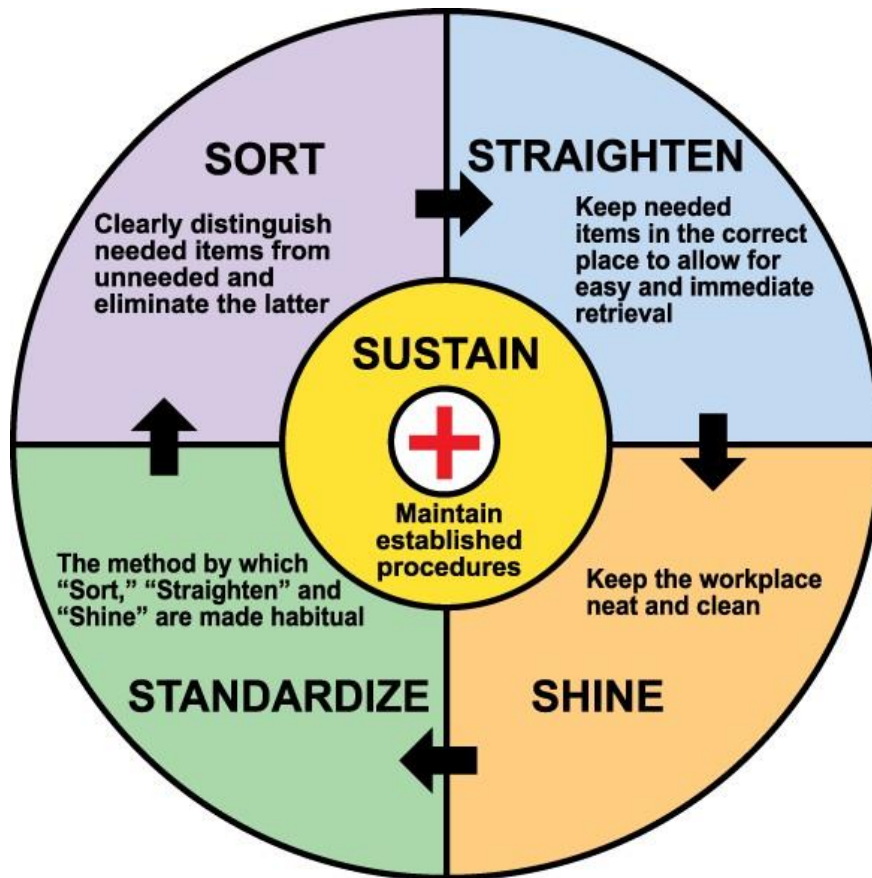 SORT
Clearly distinguish
needed items from
unneeded and
eliminate the latter
STRAIGHTEN
Keep needed
items in the correct
place to allow for
easy and immediate
retrieval
SUSTAIN
Maintain
established
procedures
The method by which
“Sort,” “Straighten” and
“Shine” are made habitual
STANDARDIZE
Keep the workplace
neat and clean
SHINE